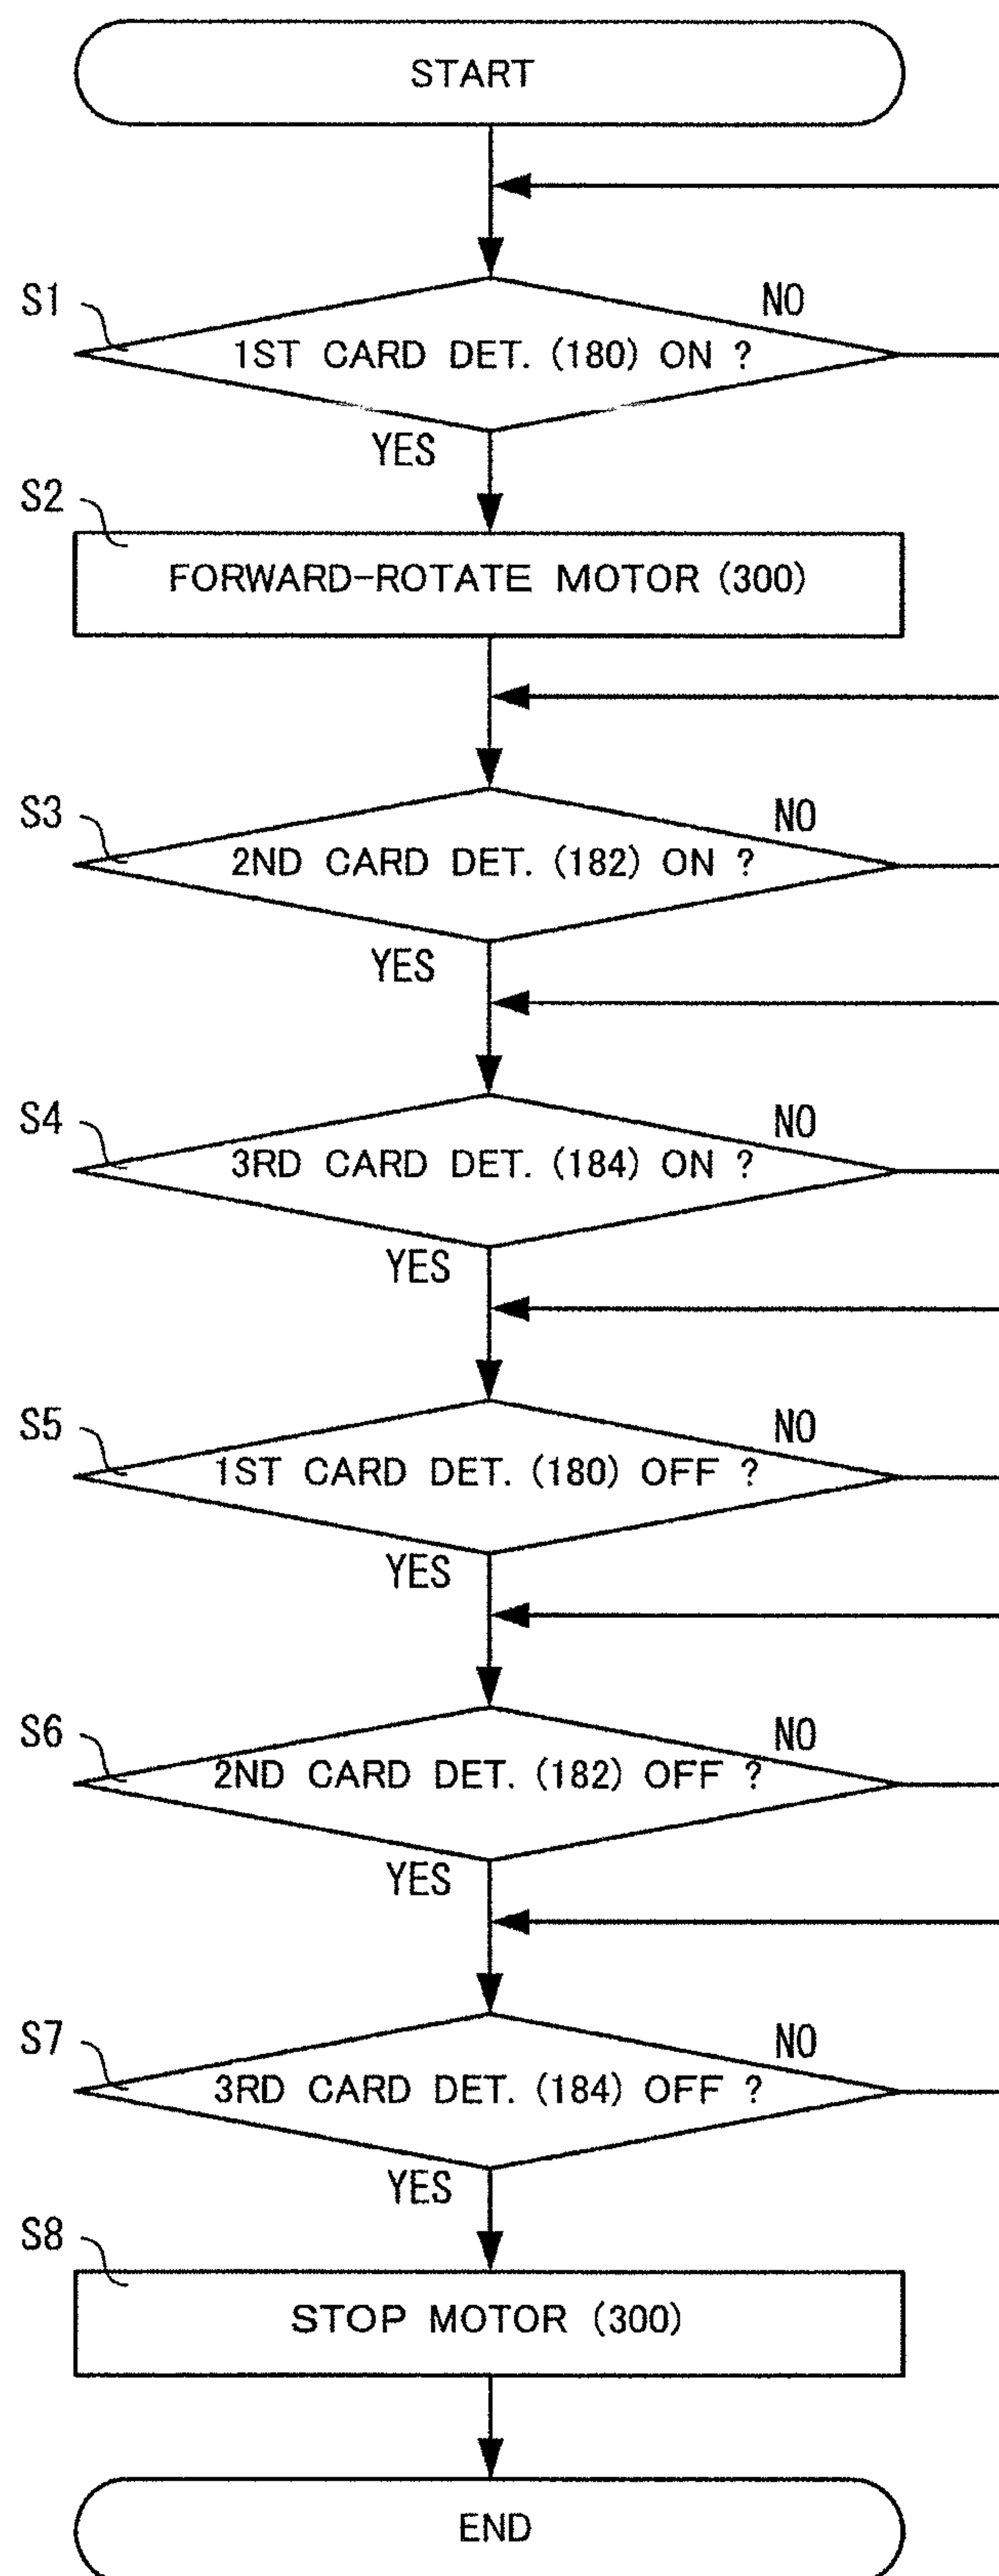 START
S1
NO
1ST CARD DET. (180) ON ?
YES
S2
FORWARD-ROTATE MOTOR (300)
S3
NO
2ND CARD DET. (182) ON ?
YES
S4
NO
3RD CARD DET. (184) ON ?
YES
S5
NO
1ST CARD DET. (180) OFF ?
YES
S6
NO
2ND CARD DET. (182) OFF ?
YES
S7
NO
3RD CARD DET. (184) OFF ?
YES
S8
STOP MOTOR (300)
END